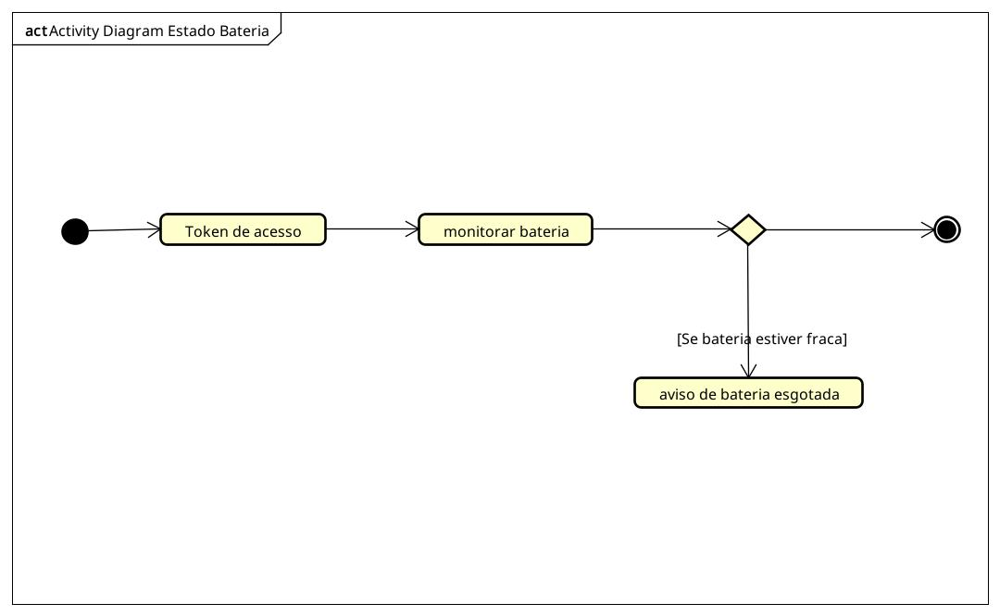 act Activity Diagram Estado Bateria
Token de acesso
monitorar bateria
[Se bateria estiver fraca]
aviso de bateria esgotada